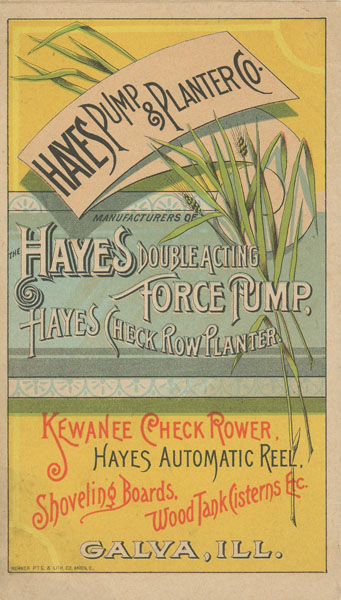 HAYES PUMP & PLANTER CO.
MANUFACTURERS OF
THE HAYES DOUBLE ACTING
FORCE PUMP,
HAYES CHECK ROW PLANTER.
KEWANEE CHECK ROWER,
HAYES AUTOMATIC REEL,
Shoveling Boards,
Wood Tank Cisterns Etc.
GALVA, ILL.